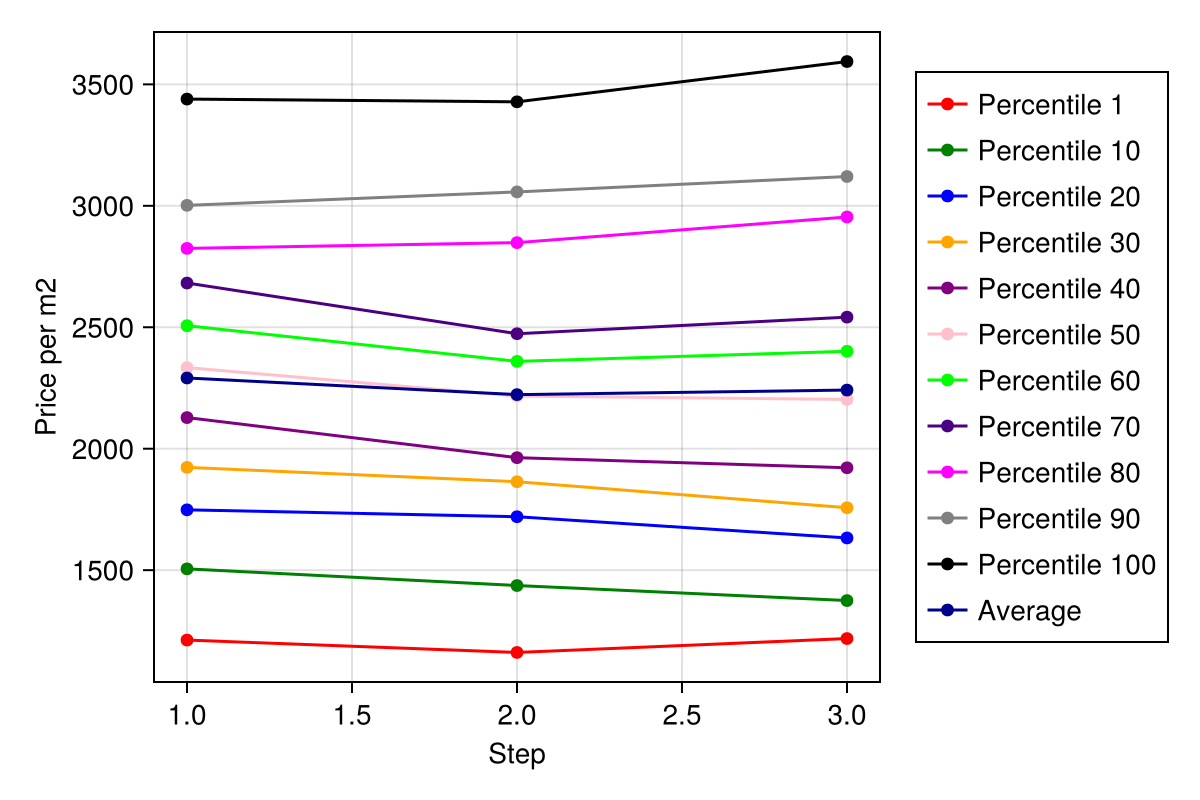 3500
3000
2500
2000
1500
Price per m2
1.0 1.5 2.0 2.5 3.0
Step
Percentile 1
Percentile 10
Percentile 20
Percentile 30
Percentile 40
Percentile 50
Percentile 60
Percentile 70
Percentile 80
Percentile 90
Percentile 100
Average